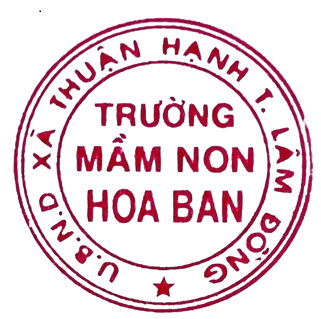 U.B.N.D XÃ THUẬN HẠNH T. LÂM ĐỒNG
TRƯỜNG
MẦM NON
HOA BAN